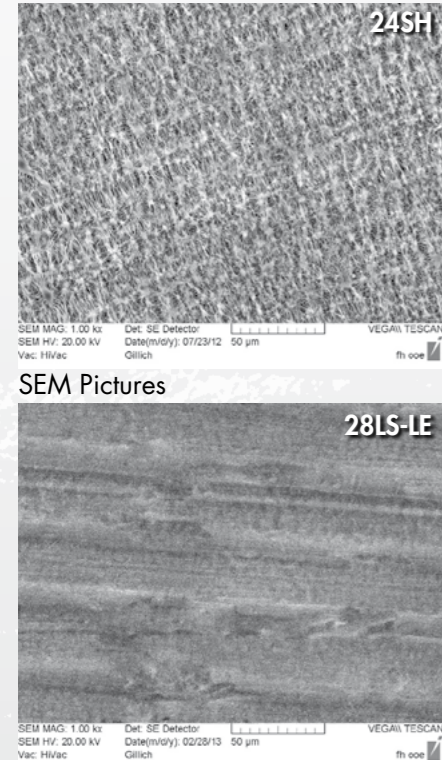 24SH
SEM MAG: 1.00 kx Det: SE Detector VEGA\\ TESCAN
SEM HV: 20.00 kV Date(m/d/y): 07/23/12 50 µm
Vac: HiVac Gillich fh ooe
SEM Pictures
28LS-LE
SEM MAG: 1.00 kx Det: SE Detector VEGA\\ TESCAN
SEM HV: 20.00 kV Date(m/d/y): 02/28/13 50 µm
Vac: HiVac Gillich fh ooe